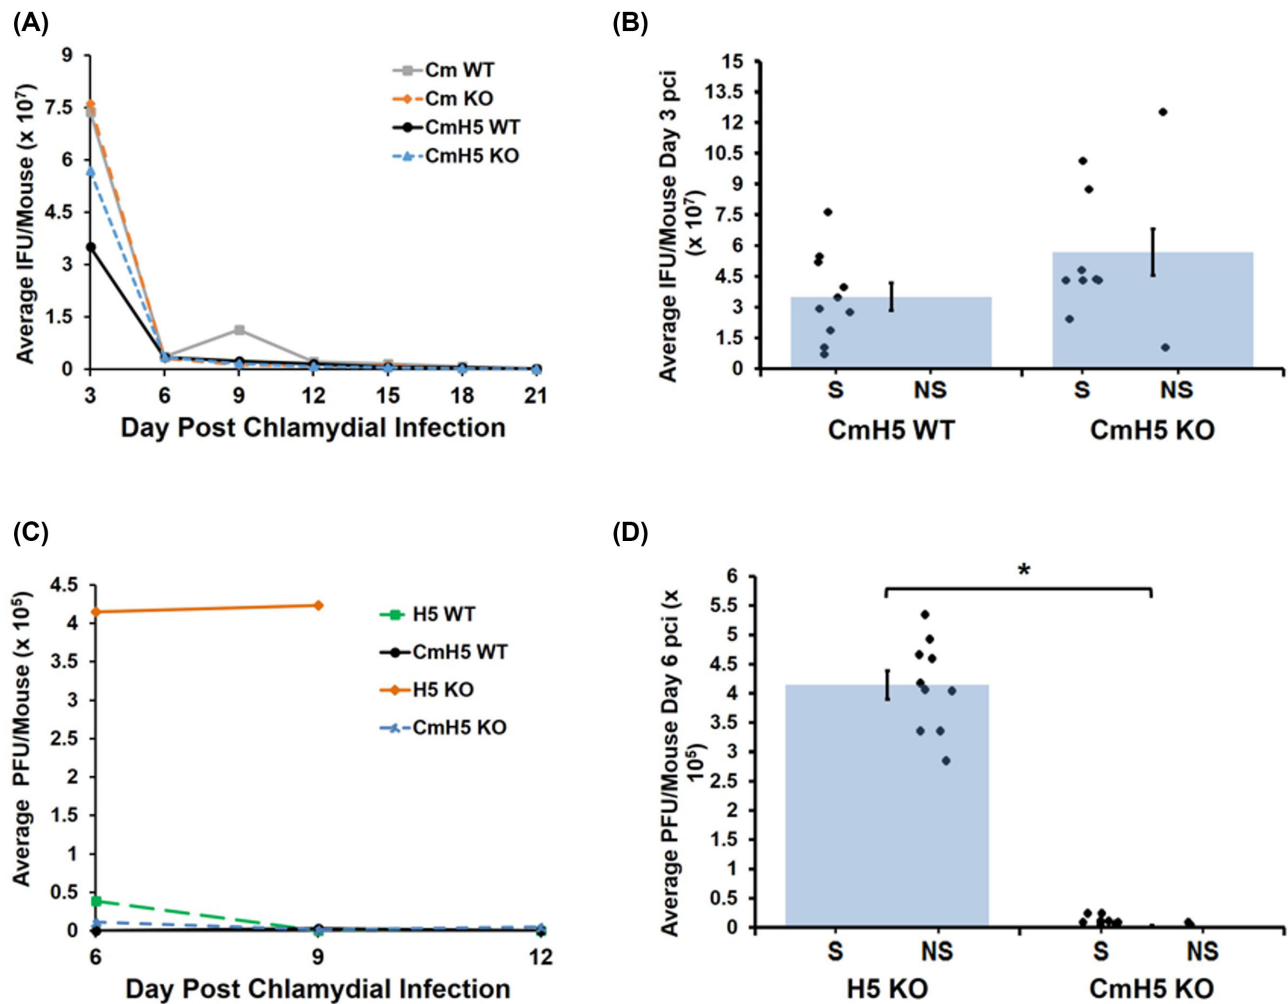 (A)
Average IFU/Mouse (x 10⁷)
9
7.5
6
4.5
3
1.5
0
3 6 9 12 15 18 21
Day Post Chlamydial Infection
Cm WT
Cm KO
CmH5 WT
CmH5 KO
(B)
Average IFU/Mouse Day 3 pci
(x 10⁷)
15
13.5
12
10.5
9
7.5
6
4.5
3
1.5
0
S NS S NS
CmH5 WT CmH5 KO
(C)
Average PFU/Mouse (x 10⁵)
4.5
4
3.5
3
2.5
2
1.5
1
0.5
0
6 9 12
Day Post Chlamydial Infection
H5 WT
CmH5 WT
H5 KO
CmH5 KO
(D)
Average PFU/Mouse Day 6 pci (x
10⁵)
6
5.5
5
4.5
4
3.5
3
2.5
2
1.5
1
0.5
0
*
S NS S NS
H5 KO CmH5 KO